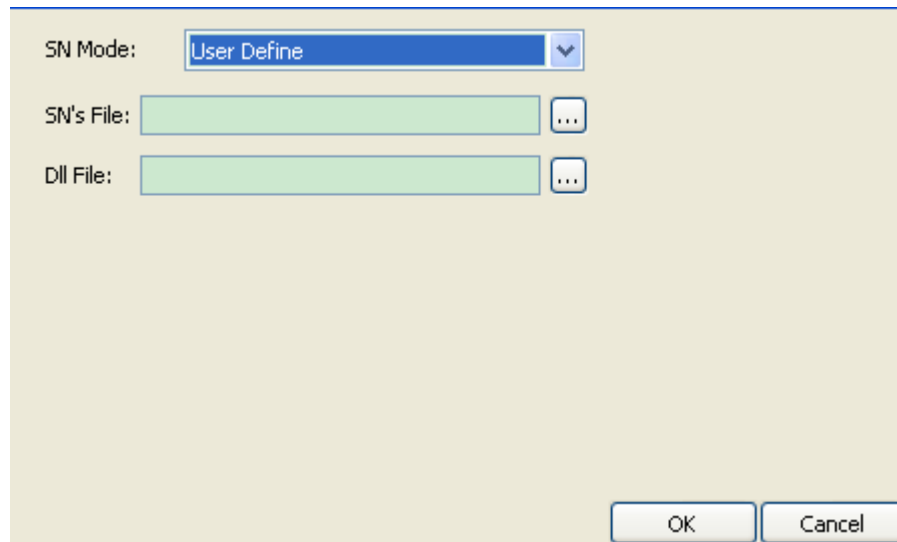 SN Mode: User Define
SN's File: ...
Dll File: ...
OK Cancel